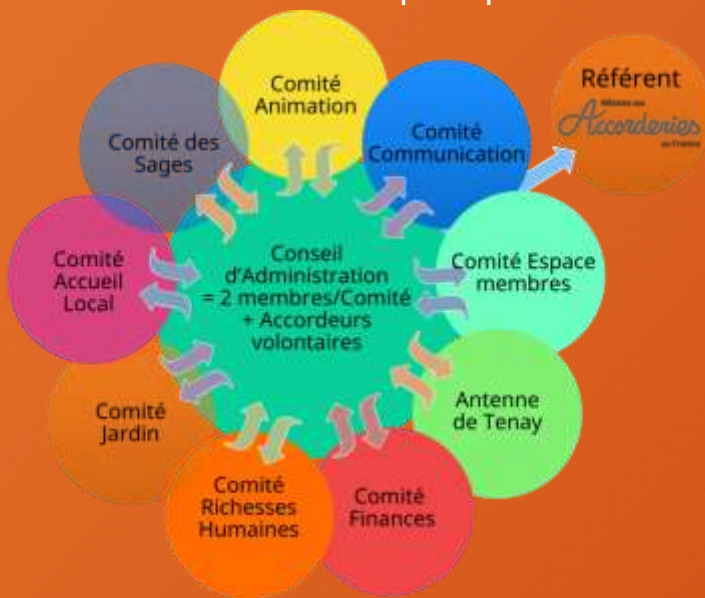 Comité
Animation
Comité
Communication
Référent
Accorderies
Comité des
Sages
Comité
Accueil
Local
Conseil
d'Administration
= 2 membres/Comité
+ Accordeurs
volontaires
Comité Espace
membres
Comité
Jardin
Antenne
de Tenay
Comité
Richesses
Humaines
Comité
Finances